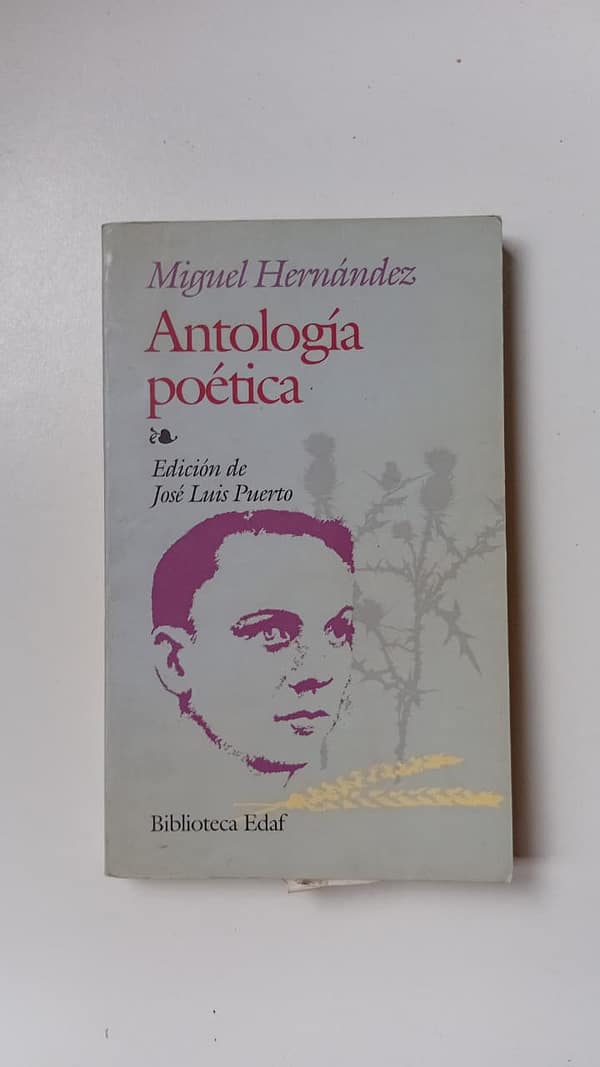 Miguel Hernández
Antología
poética
Edición de
José Luis Puerto
Biblioteca Edaf